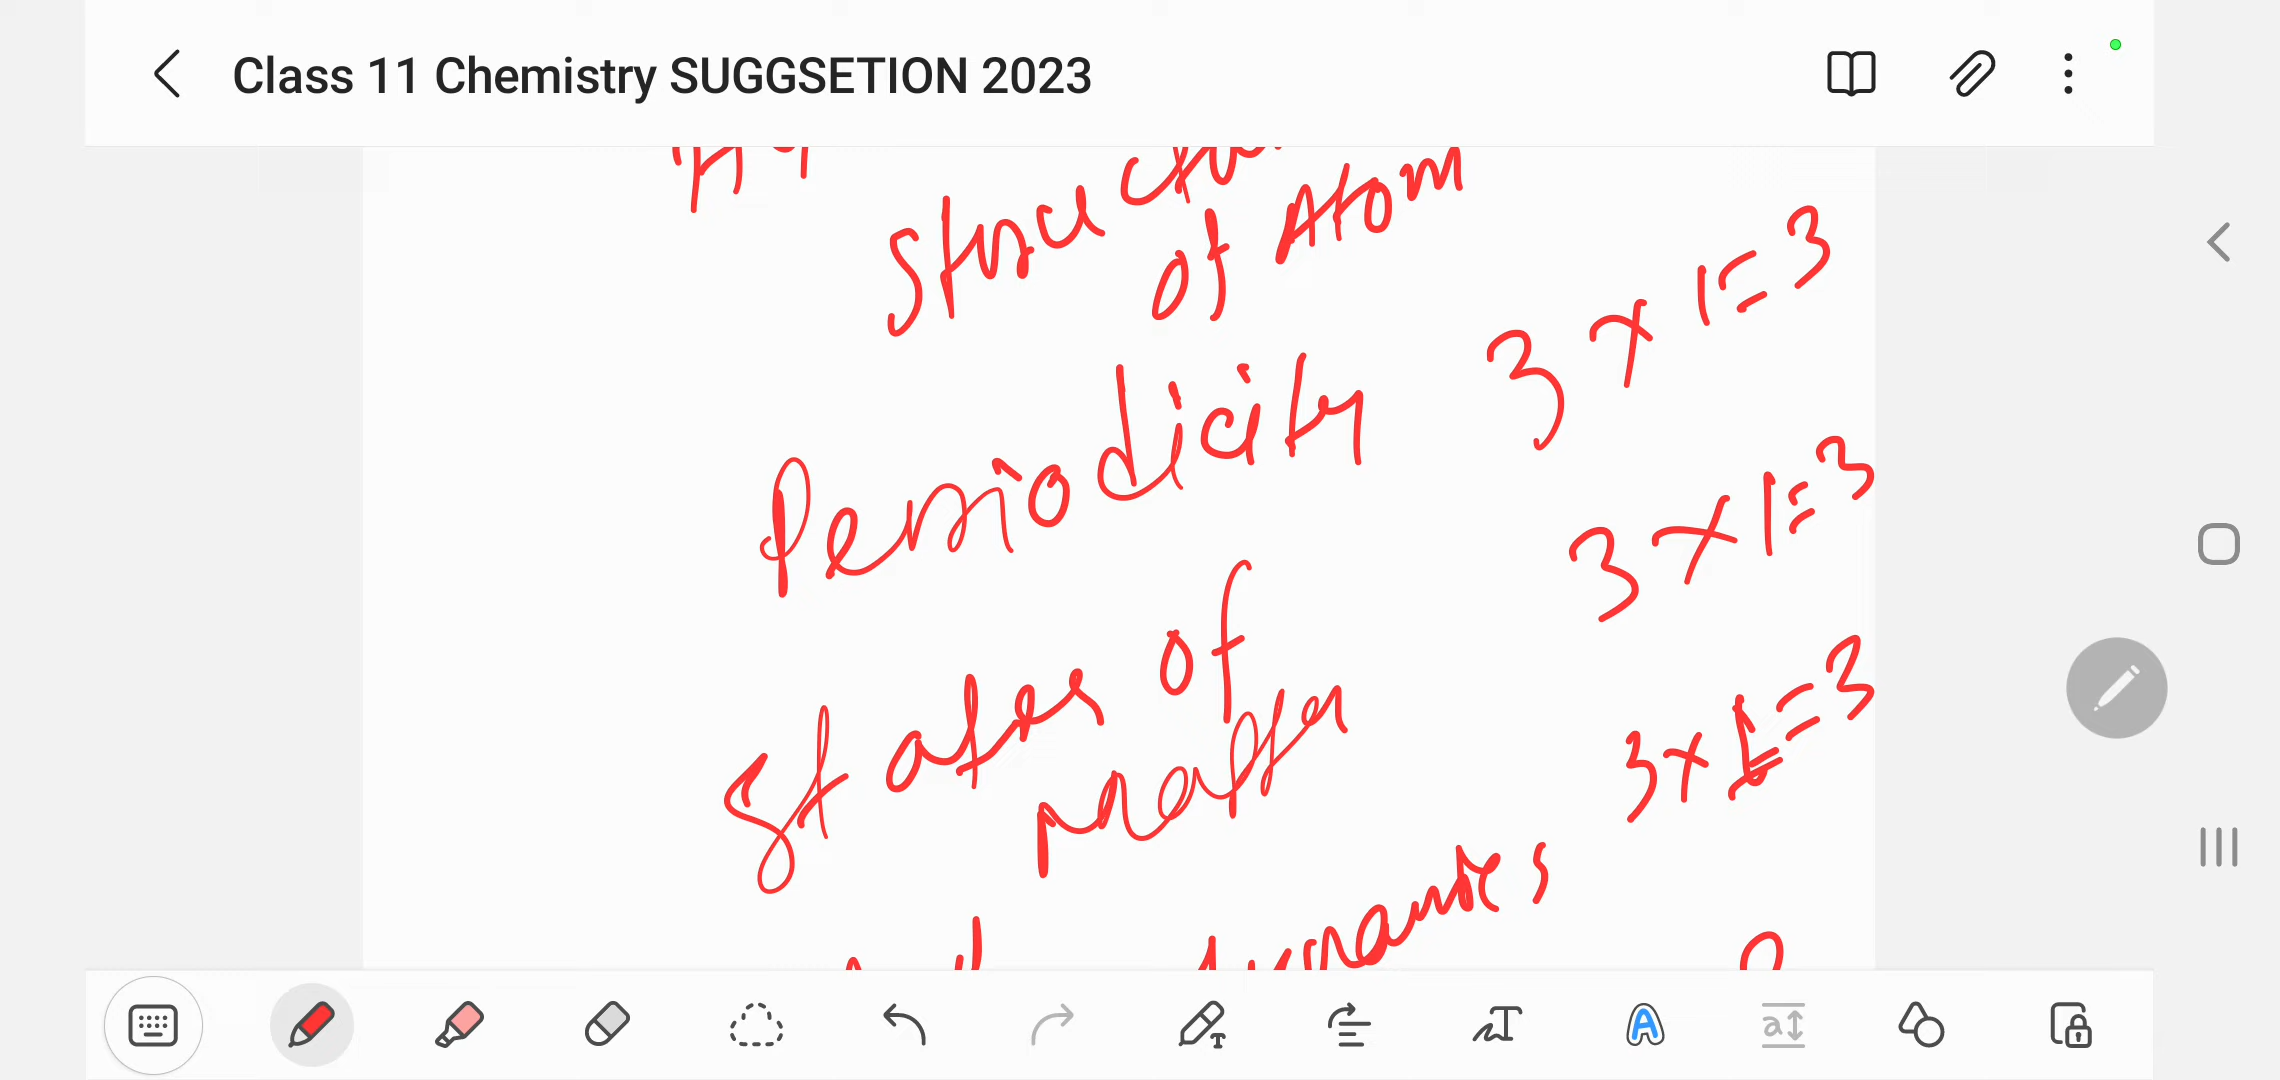 Class 11 Chemistry SUGGSETION 2023
of Atom
3 x 1 = 3
Periodicity
3 x 1 = 3
States of
Matter
3 x 1 = 3